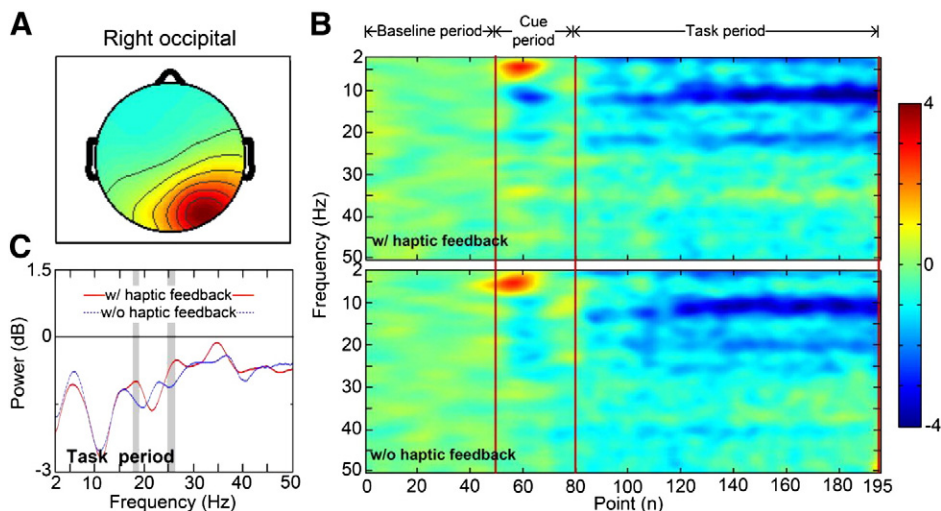 A
Right occipital
B
Baseline period
Cue period
Task period
2
10
20
30
40
50
w/ haptic feedback
Frequency (Hz)
2
10
20
30
40
50
w/o haptic feedback
0 20 40 60 80 100 120 140 160 180 195
Point (n)
4
0
-4
C
1.5
0
-3
Power (dB)
w/ haptic feedback
w/o haptic feedback
Task period
2 10 20 30 40 50
Frequency (Hz)